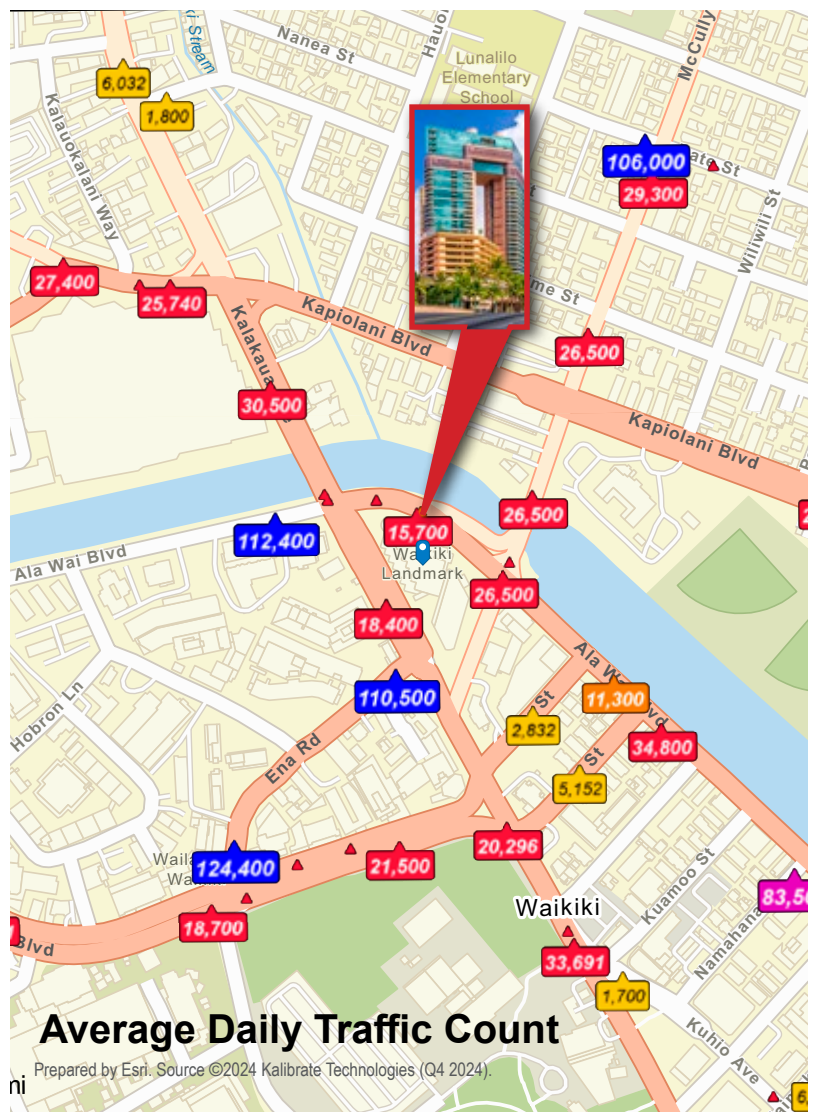 Stream
Nanea St
McCully
Lunalilo
Elementary
School
6,032
1,800
106,000
29,300
Kalauokalani Way
Wiliwili St
27,400
25,740
Kapiolani Blvd
26,500
Kalakaua
30,500
Kapiolani Blvd
15,700
26,500
112,400
Ala Wai Blvd
Landmark
26,500
18,400
110,500
11,300
Hobron Ln
St
2,832
34,800
Ena Rd
St
5,152
20,296
124,400
21,500
Kuamoo St
Waikiki
18,700
Blvd
Namahana
33,691
1,700
Average Daily Traffic Count
Kuhio Ave
Prepared by Esri. Source ©2024 Kalibrate Technologies (Q4 2024).